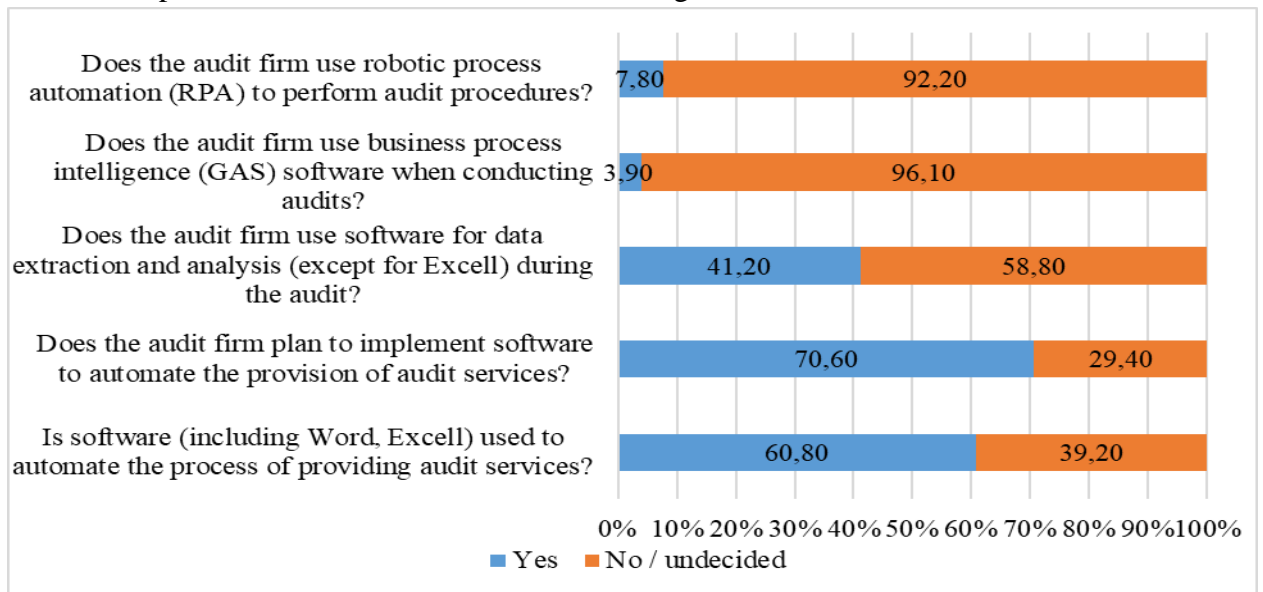 Does the audit firm use robotic process
automation (RPA) to perform audit procedures?
7,80
92,20
Does the audit firm use business process
intelligence (GAS) software when conducting
audits?
3,90
96,10
Does the audit firm use software for data
extraction and analysis (except for Excell) during
the audit?
41,20
58,80
Does the audit firm plan to implement software
to automate the provision of audit services?
70,60
29,40
Is software (including Word, Excell) used to
automate the process of providing audit services?
60,80
39,20
0% 10% 20% 30% 40% 50% 60% 70% 80% 90% 100%
Yes No / undecided